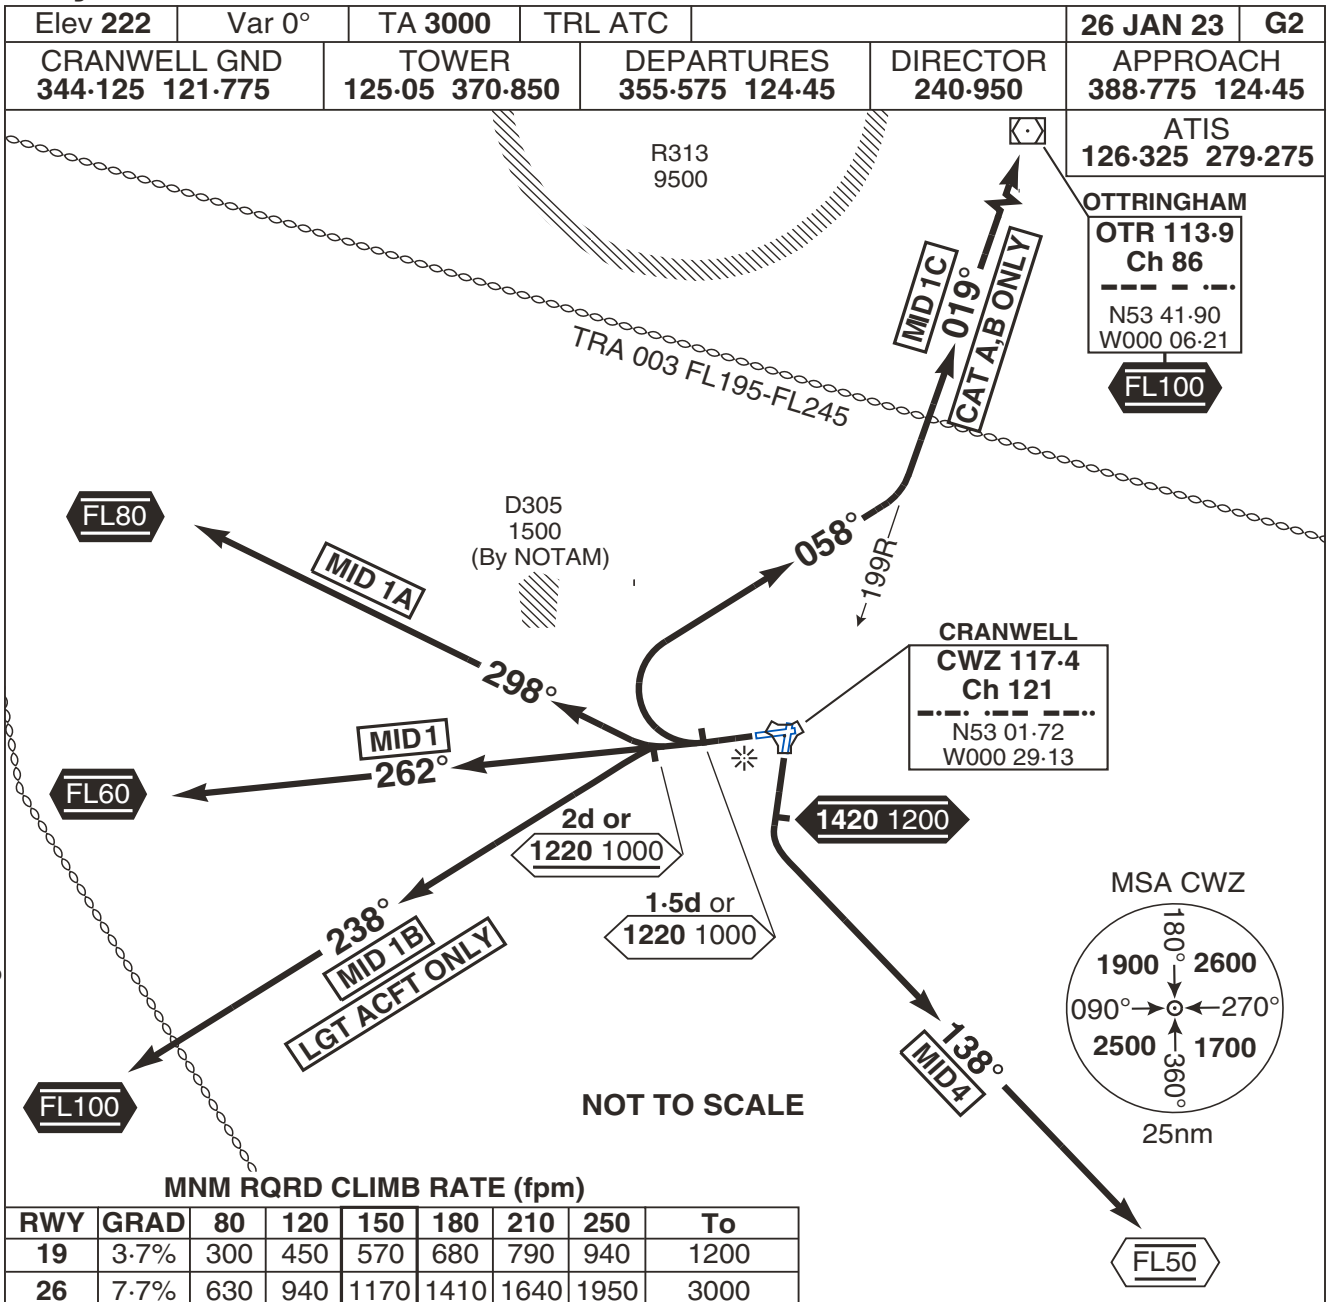 Elev 222 Var 0° TA 3000 TRL ATC 26 JAN 23 G2
CRANWELL GND
344·125 121·775
TOWER
125·05 370·850
DEPARTURES
355·575 124·45
DIRECTOR
240·950
APPROACH
388·775 124·45
ATIS
126·325 279·275
R313
9500
OTTRINGHAM
OTR 113·9
Ch 86
N53 41·90
W000 06·21
FL100
MID 1C
019°
CAT A,B ONLY
TRA 003 FL195-FL245
FL80
MID 1A
298°
D305
1500
(By NOTAM)
058°
199R
CRANWELL
CWZ 117·4
Ch 121
N53 01·72
W000 29·13
MID1
262°
FL60
2d or
1220 1000
1·5d or
1220 1000
1420 1200
238°
MID 1B
LGT ACFT ONLY
FL100
138°
MID4
NOT TO SCALE
MSA CWZ
180°
1900 2600
090° 270°
2500 1700
360°
25nm
FL50
MNM RQRD CLIMB RATE (fpm)
RWY GRAD 80 120 150 180 210 250 To
19 3·7% 300 450 570 680 790 940 1200
26 7·7% 630 940 1170 1410 1640 1950 3000